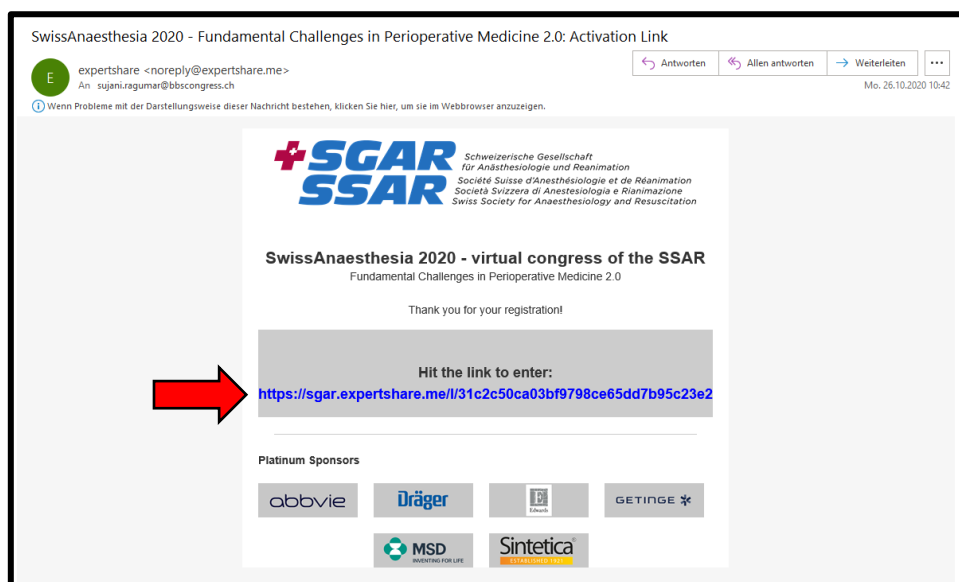 SwissAnaesthesia 2020 - Fundamental Challenges in Perioperative Medicine 2.0: Activation Link
E
expertshare <noreply@expertshare.me>
An sujani.ragumar@bbscongress.ch
Antworten
Allen antworten
Weiterleiten
Mo. 26.10.2020 10:42
Wenn Probleme mit der Darstellungsweise dieser Nachricht bestehen, klicken Sie hier, um sie im Webbrowser anzuzeigen.
SGAR
SSAR
Schweizerische Gesellschaft
für Anästhesiologie und Reanimation
Société Suisse d'Anesthésiologie et de Réanimation
Società Svizzera di Anestesiologia e Rianimazione
Swiss Society for Anaesthesiology and Resuscitation
SwissAnaesthesia 2020 - virtual congress of the SSAR
Fundamental Challenges in Perioperative Medicine 2.0
Thank you for your registration!
Hit the link to enter:
https://sgar.expertshare.me/l/31c2c50ca03bf9798ce65dd7b95c23e2
Platinum Sponsors
abbvie
Dräger
E
Edwards
GETINGE
MSD
INVENTING FOR LIFE
Sintetica
ESTABLISHED 1921